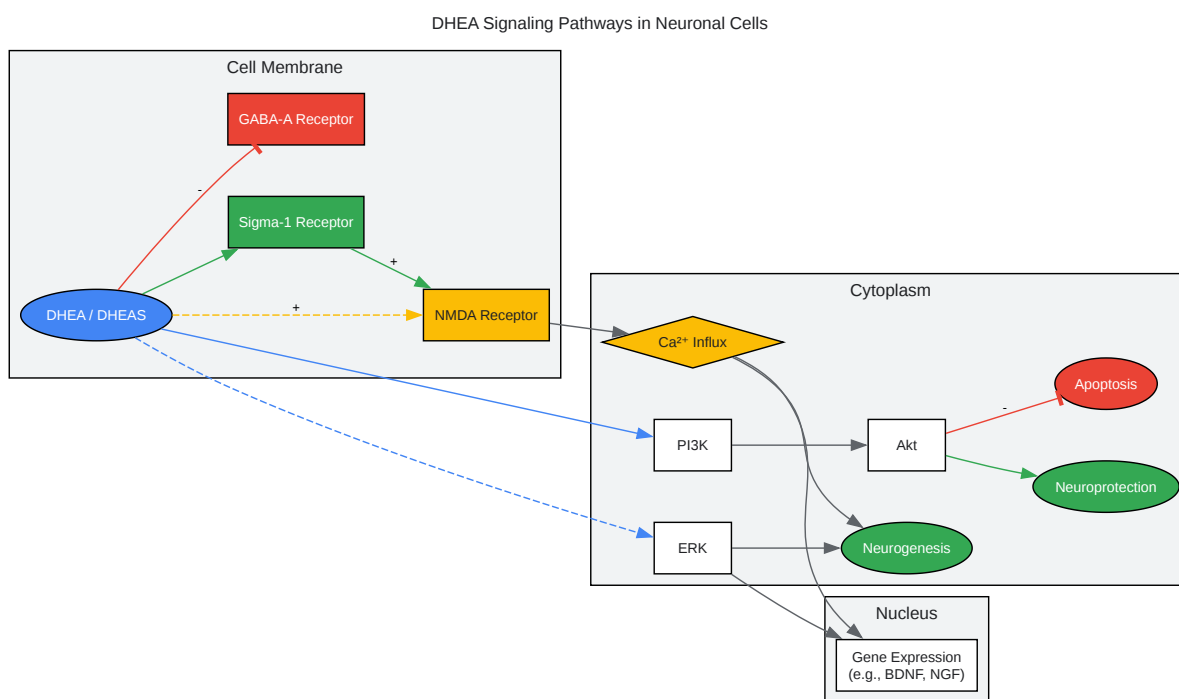 DHEA Signaling Pathways in Neuronal Cells
Cell Membrane
GABA-A Receptor
-
Sigma-1 Receptor
+
DHEA / DHEAS
+
NMDA Receptor
Cytoplasm
Ca²⁺ Influx
Apoptosis
-
PI3K
Akt
Neuroprotection
ERK
Neurogenesis
Nucleus
Gene Expression
(e.g., BDNF, NGF)